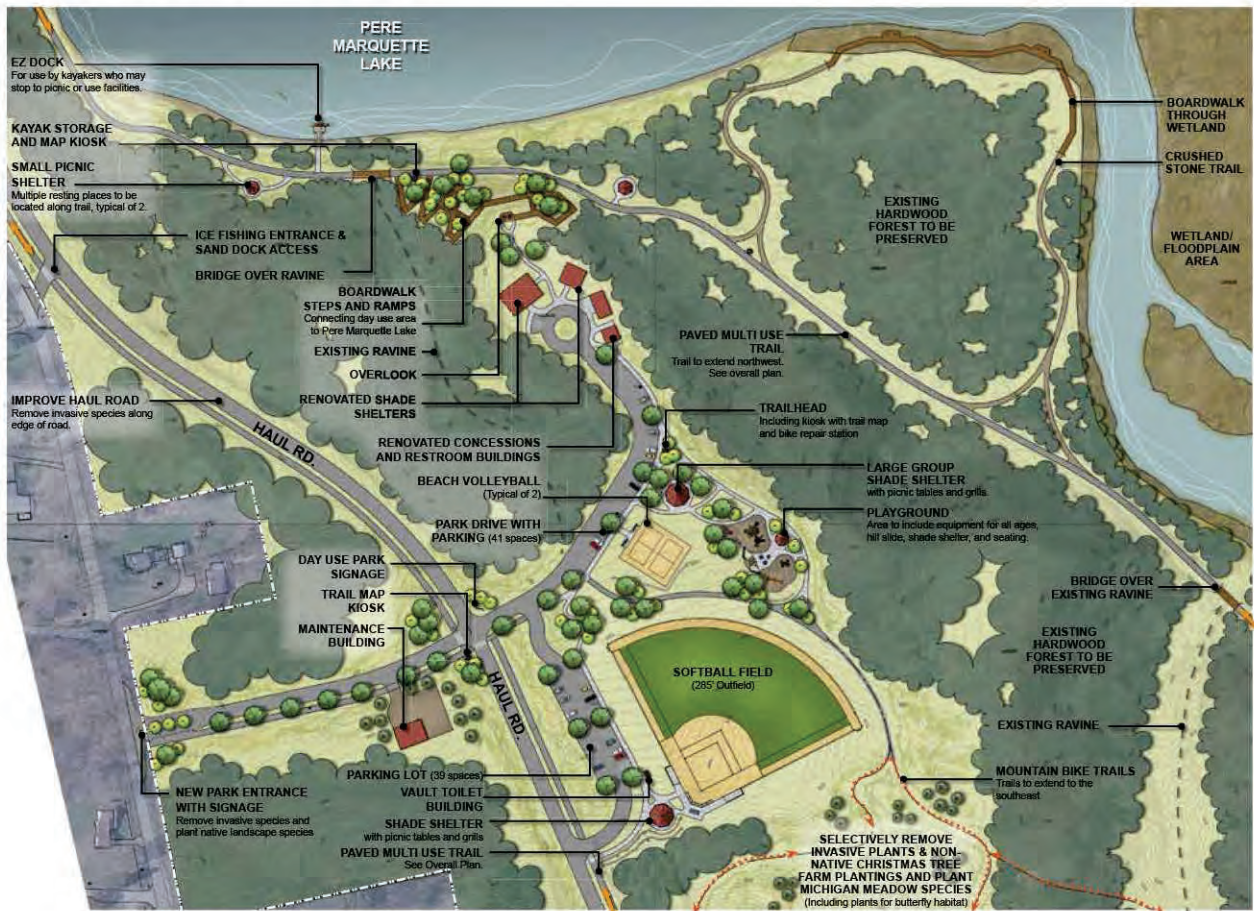 PERE
MARQUETTE
LAKE
EZ DOCK
For use by kayakers who may
stop to picnic or use facilities.
KAYAK STORAGE
AND MAP KIOSK
SMALL PICNIC
SHELTER
Multiple resting places to be
located along trail, typical of 2.
ICE FISHING ENTRANCE &
SAND DOCK ACCESS
BRIDGE OVER RAVINE
BOARDWALK
STEPS AND RAMPS
Connecting day use area
to Pere Marquette Lake
EXISTING RAVINE
OVERLOOK
RENOVATED SHADE
SHELTERS
IMPROVE HAUL ROAD
Remove invasive species along
edge of road.
HAUL RD.
RENOVATED CONCESSIONS
AND RESTROOM BUILDINGS
BEACH VOLLEYBALL
(Typical of 2)
PARK DRIVE WITH
PARKING (41 spaces)
DAY USE PARK
SIGNAGE
TRAIL MAP
KIOSK
MAINTENANCE
BUILDING
HAUL RD.
NEW PARK ENTRANCE
WITH SIGNAGE
Remove invasive species and
plant native landscape species
PARKING LOT (39 spaces)
VAULT TOILET
BUILDING
SHADE SHELTER
with picnic tables and grills
PAVED MULTI USE TRAIL
See Overall Plan.
BOARDWALK
THROUGH
WETLAND
CRUSHED
STONE TRAIL
EXISTING
HARDWOOD
FOREST TO BE
PRESERVED
WETLAND/
FLOODPLAIN
AREA
PAVED MULTI USE
TRAIL
Trail to extend northwest.
See overall plan.
TRAILHEAD
Including kiosk with trail map
and bike repair station
LARGE GROUP
SHADE SHELTER
with picnic tables and grills
PLAYGROUND
Area to include equipment for all ages,
hill slide, shade shelter, and seating.
BRIDGE OVER
EXISTING RAVINE
EXISTING
HARDWOOD
FOREST TO BE
PRESERVED
SOFTBALL FIELD
(285' Outfield)
EXISTING RAVINE
MOUNTAIN BIKE TRAILS
Trails to extend to the
southeast
SELECTIVELY REMOVE
INVASIVE PLANTS & NON-
NATIVE CHRISTMAS TREE
FARM PLANTINGS AND PLANT
MICHIGAN MEADOW SPECIES
(Including plants for butterfly habitat)